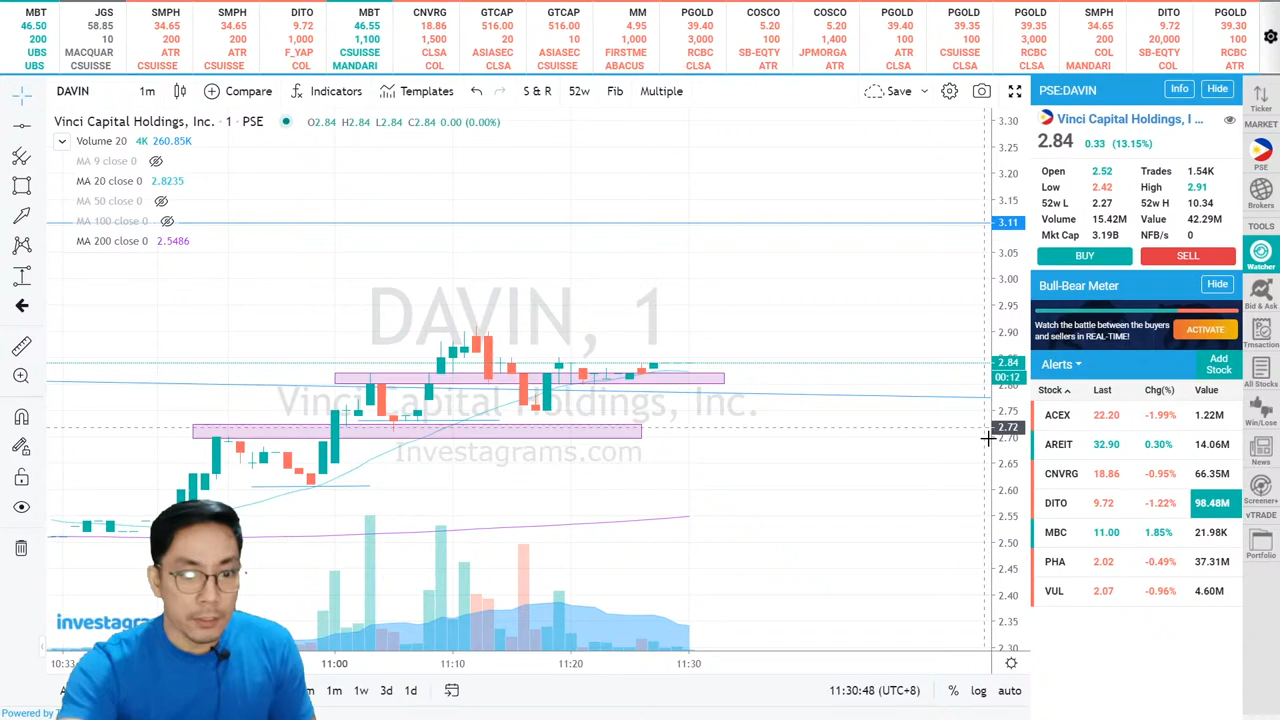 MBT JGS SMPH SMPH DITO MBT CNVRG GTCAP GTCAP MM PGOLD COSCO COSCO PGOLD PGOLD PGOLD SMPH DITO PGOLD
46.50 58.85 34.65 34.65 9.72 46.55 18.86 516.00 516.00 4.95 39.40 5.20 5.20 39.40 39.35 39.35 34.65 9.72 39.30
200 10 200 200 1,000 1,100 1,500 20 10 1,000 3,000 100 1,400 100 100 3,000 200 20,000 100
UBS MACQUAR ATR ATR F_YAP CSUISSE CLSA ASIASEC ASIASEC FIRSTME RCBC SB-EQTY JPMORGA ATR CSUISSE RCBC COL SB-EQTY RCBC
UBS CSUISSE CSUISSE CSUISSE COL MANDARI COL CLSA CSUISSE ABACUS CLSA ATR ATR CLSA CLSA CLSA MANDARI COL ATR
DAVIN 1m Compare Indicators Templates S & R 52w Fib Multiple Save
Vinci Capital Holdings, Inc. · 1 · PSE O2.84 H2.84 L2.84 C2.84 0.00 (0.00%)
Volume 20 4K 260.85K
MA 9 close 0
MA 20 close 0 2.8235
MA 50 close 0
MA 100 close 0
MA 200 close 0 2.5486
DAVIN, 1
Vinci Capital Holdings, Inc.
Investagrams.com
3.30
3.25
3.20
3.15
3.11
3.05
3.00
2.95
2.90
2.84
00:12
2.75
2.72
2.70
2.65
2.60
2.55
2.50
2.45
2.40
2.35
2.30
investagrams
10:33 11:00 11:10 11:20 11:30
1m 1w 3d 1d 11:30:48 (UTC+8) % log auto
Powered by
PSE:DAVIN Info Hide
Vinci Capital Holdings, I ...
2.84 0.33 (13.15%)
Open 2.52 Trades 1.54K
Low 2.42 High 2.91
52w L 2.27 52w H 10.34
Volume 15.42M Value 42.29M
Mkt Cap 3.19B NFB/s 0
BUY SELL
Bull-Bear Meter Hide
Watch the battle between the buyers
and sellers in REAL-TIME!
ACTIVATE
Alerts Add
Stock
Stock Last Chg(%) Value
ACEX 22.20 -1.99% 1.22M
AREIT 32.90 0.30% 14.06M
CNVRG 18.86 -0.95% 66.35M
DITO 9.72 -1.22% 98.48M
MBC 11.00 1.85% 21.98K
PHA 2.02 -0.49% 37.31M
VUL 2.07 -0.96% 4.60M
Ticker
MARKET
PSE
Brokers
TOOLS
Watcher
Bid & Ask
Trnsaction
All Stocks
Win/Lose
News
Screener+
vTRADE
Portfolio